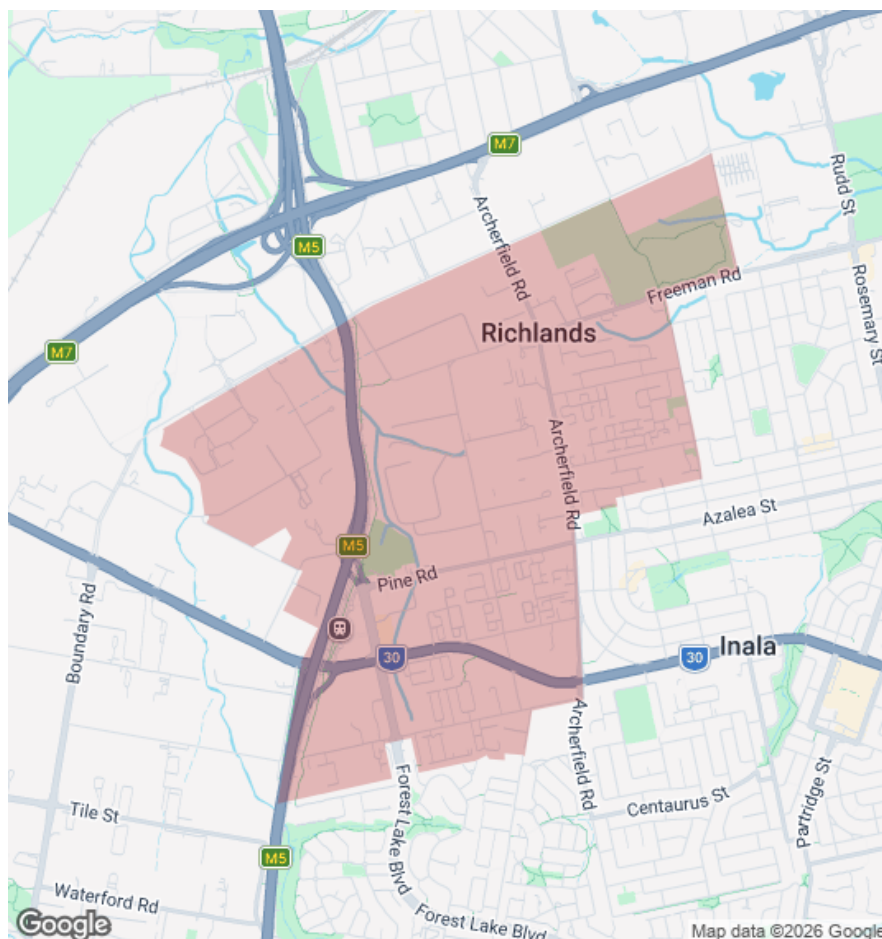 M7
Rudd St
Archerfield Rd
M5
Rosemary St
Freeman Rd
Richlands
M7
Archerfield Rd
Azalea St
M5
Pine Rd
Boundary Rd
30
30
Inala
Archerfield Rd
Forest Lake Blvd
Partridge St
Centaurus St
Tile St
M5
Waterford Rd
Forest Lake Blvd
Google
Map data ©2026 Google